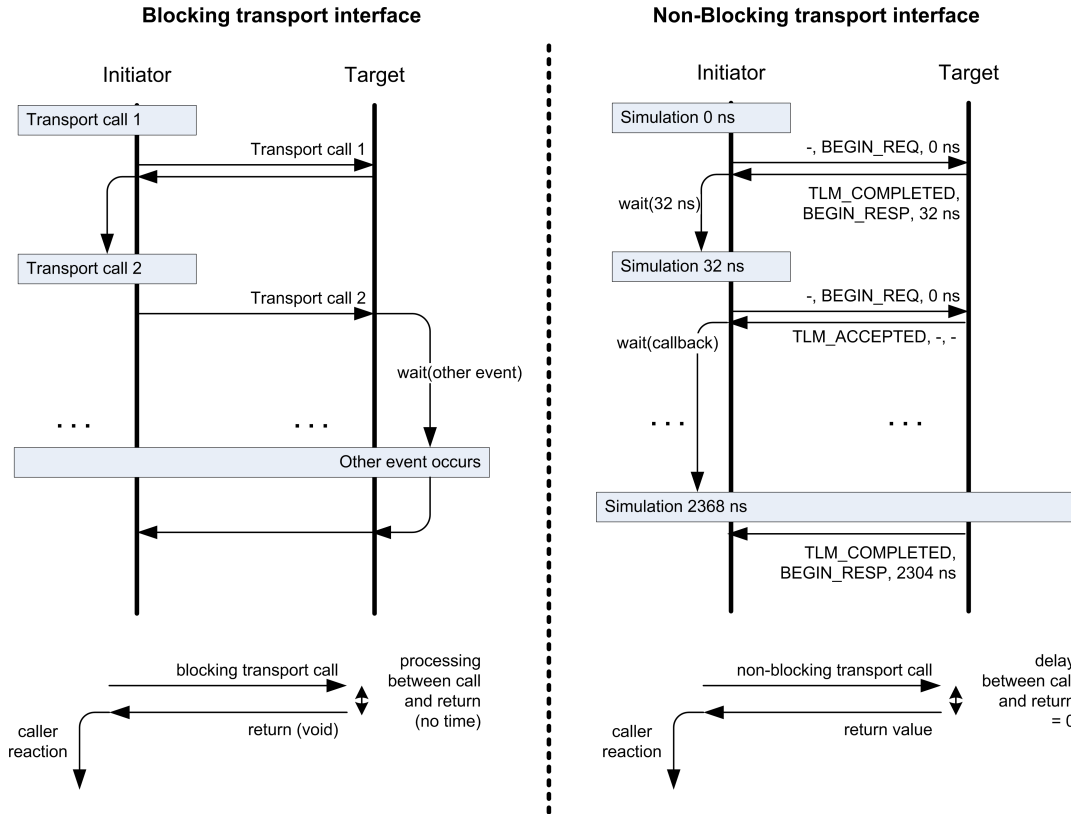 Blocking transport interface
Initiator
Target
Transport call 1
Transport call 1
Transport call 2
Transport call 2
wait(other event)
. . .
. . .
Other event occurs
blocking transport call
processing
between call
and return
(no time)
return (void)
caller
reaction
Non-Blocking transport interface
Initiator
Target
Simulation 0 ns
-, BEGIN_REQ, 0 ns
TLM_COMPLETED,
BEGIN_RESP, 32 ns
wait(32 ns)
Simulation 32 ns
-, BEGIN_REQ, 0 ns
TLM_ACCEPTED, -, -
wait(callback)
. . .
. . .
Simulation 2368 ns
TLM_COMPLETED,
BEGIN_RESP, 2304 ns
non-blocking transport call
delay
between cal
and return
= 0
return value
caller
reaction